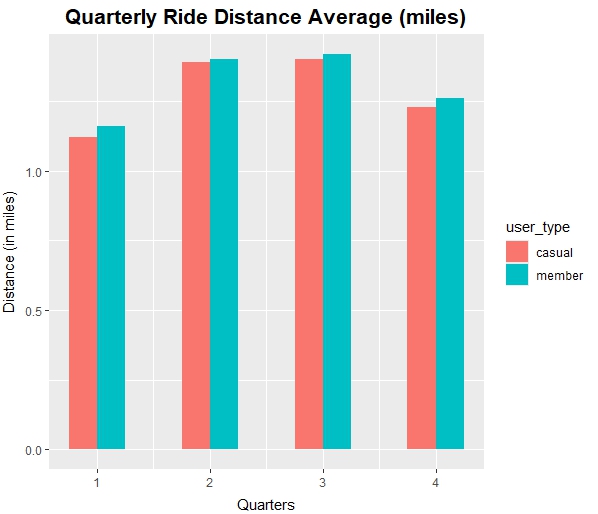 Quarterly Ride Distance Average (miles)
Distance (in miles)
1.0
0.5
0.0
1 2 3 4
Quarters
user_type
casual
member